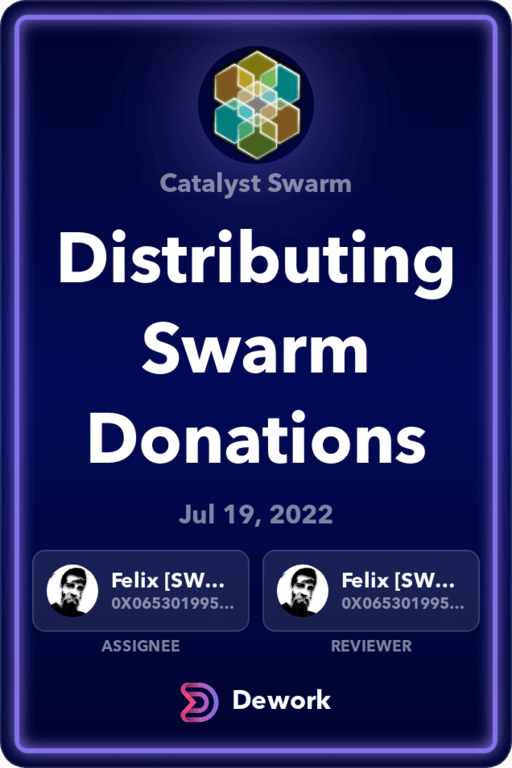 Catalyst Swarm
Distributing
Swarm
Donations
Jul 19, 2022
Felix [SW...
0X065301995...
ASSIGNEE
Felix [SW...
0X065301995...
REVIEWER
Dework